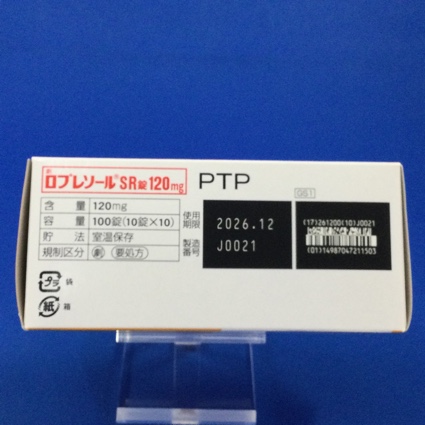 ロプレソール®SR錠120mg PTP
含量 120mg
容量 100錠(10錠×10)
貯法 室温保存
規制区分 劇 要処方
使用期限 2026.12
製造番号 J0021
GS1
(17)261200(10)J0021
(01)14987047211503
プラ 袋
紙 箱